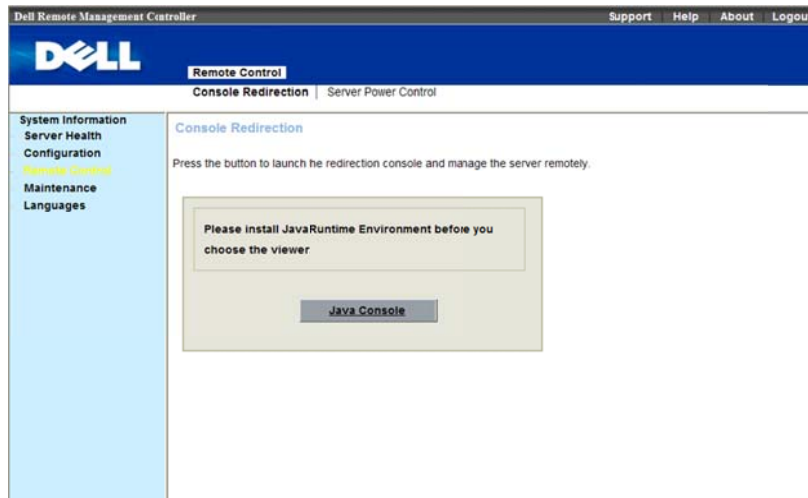 Dell Remote Management Controller
Support Help About Logou
DELL
Remote Control
Console Redirection | Server Power Control
System Information
Server Health
Configuration
Remote Control
Maintenance
Languages
Console Redirection
Press the button to launch he redirection console and manage the server remotely.
Please install JavaRuntime Environment before you
choose the viewer
Java Console